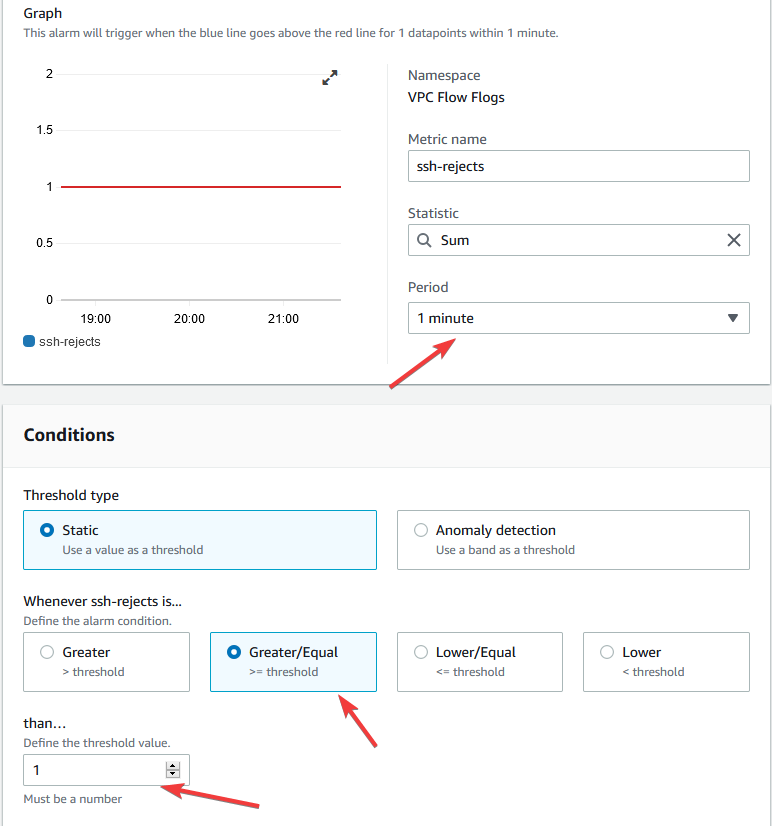 Graph
This alarm will trigger when the blue line goes above the red line for 1 datapoints within 1 minute.
2
1.5
1
0.5
0
19:00 20:00 21:00
ssh-rejects
Namespace
VPC Flow Flogs
Metric name
ssh-rejects
Statistic
Sum
Period
1 minute
Conditions
Threshold type
Static
Use a value as a threshold
Anomaly detection
Use a band as a threshold
Whenever ssh-rejects is...
Define the alarm condition.
Greater
> threshold
Greater/Equal
>= threshold
Lower/Equal
<= threshold
Lower
< threshold
than...
Define the threshold value.
1
Must be a number